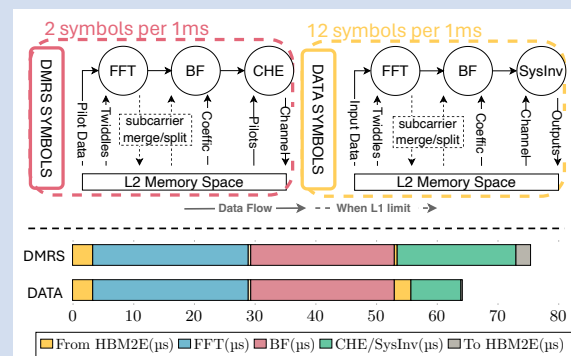 2 symbols per 1ms
12 symbols per 1ms
DMRS SYMBOLS
FFT
BF
CHE
Pilot Data
Twiddles
subcarrier
merge/split
Coeffic
Pilots
Channel
L2 Memory Space
DATA SYMBOLS
FFT
BF
SysInv
Input Data
Twiddles
subcarrier
merge/split
Coeffic
Channel
Outputs
L2 Memory Space
Data Flow
When L1 limit
DMRS
DATA
0 10 20 30 40 50 60 70 80
From HBM2E(µs) FFT(µs) BF(µs) CHE/SysInv(µs) To HBM2E(µs)